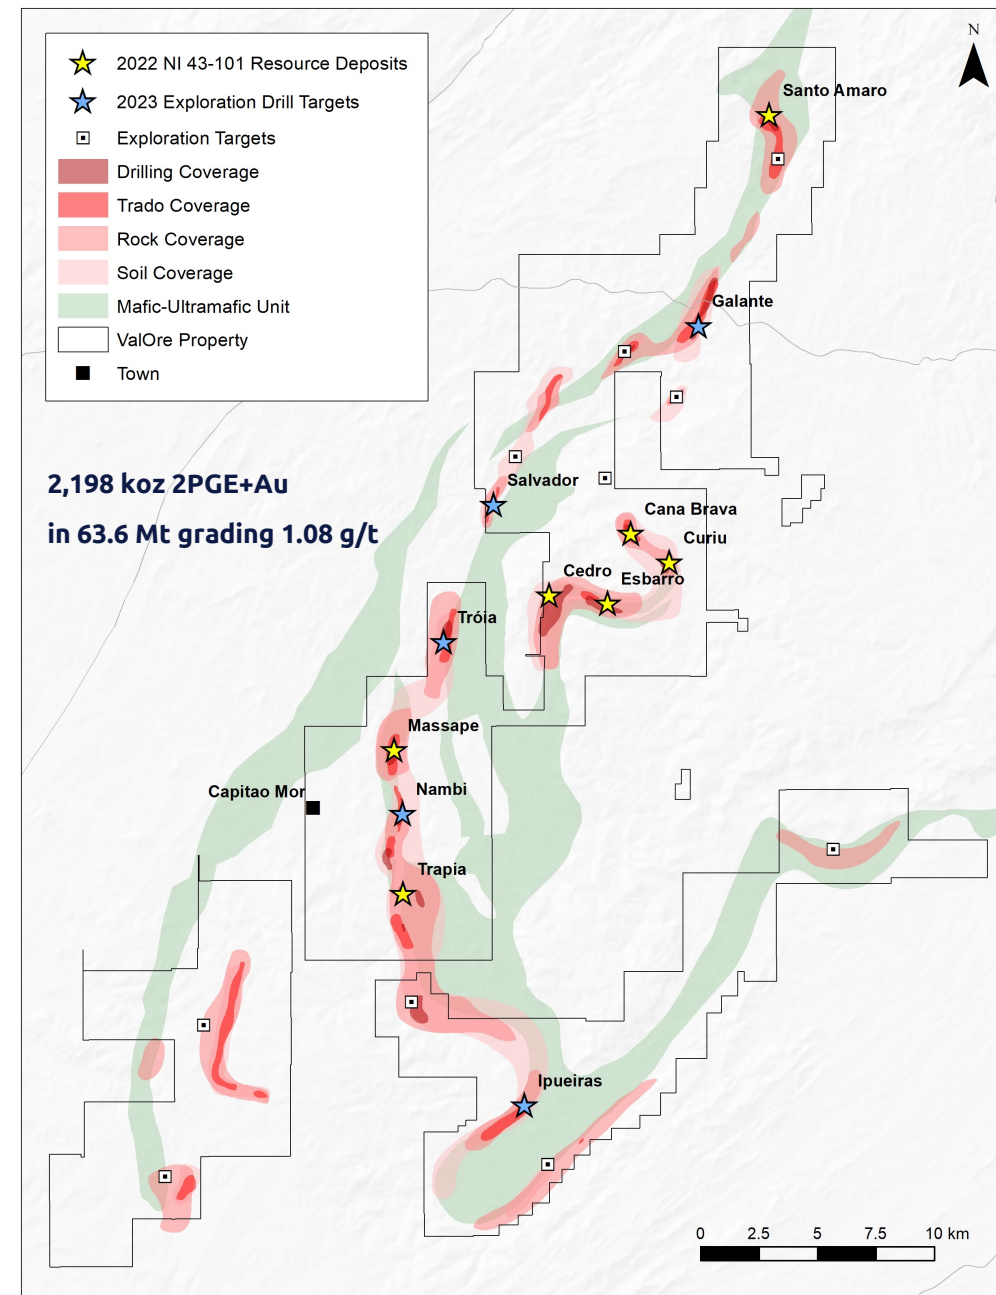 N
2022 NI 43-101 Resource Deposits
2023 Exploration Drill Targets
Exploration Targets
Drilling Coverage
Trado Coverage
Rock Coverage
Soil Coverage
Mafic-Ultramafic Unit
ValOre Property
Town
Santo Amaro
Galante
2,198 koz 2PGE+Au
in 63.6 Mt grading 1.08 g/t
Salvador
Cana Brava
Curiu
Cedro
Esbarro
Tróia
Massape
Nambi
Capitao Mor
Trapia
Ipueiras
0 2.5 5 7.5 10 km